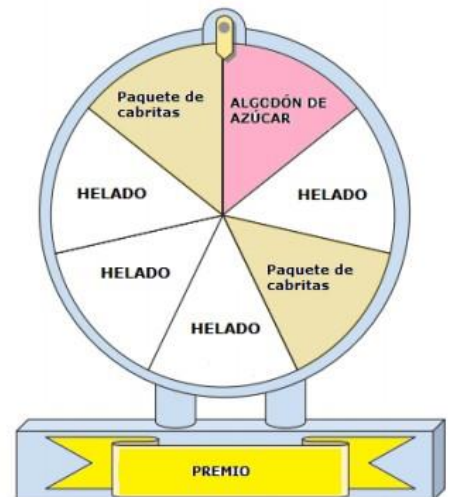 Paquete de
cabritas
ALGODÓN DE
AZÚCAR
HELADO
HELADO
HELADO
Paquete de
cabritas
HELADO
PREMIO